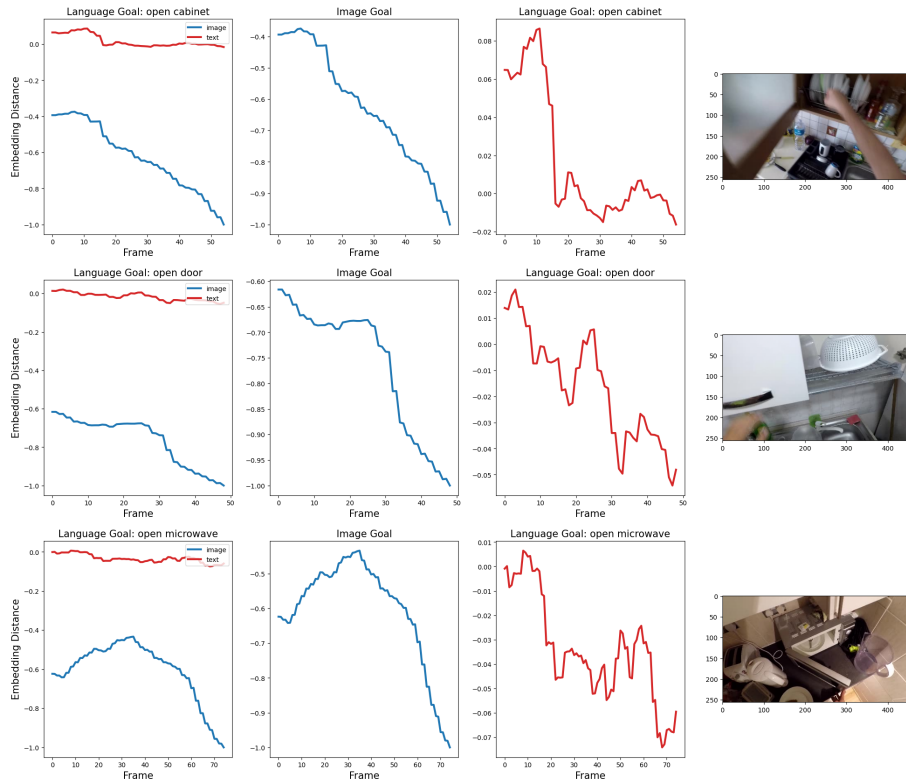 Language Goal: open cabinet
Image Goal
Language Goal: open cabinet
image
text
Embedding Distance
0.0
−0.2
−0.4
−0.6
−0.8
−1.0
0 10 20 30 40 50
Frame
−0.4
−0.5
−0.6
−0.7
−0.8
−0.9
−1.0
0 10 20 30 40 50
Frame
0.08
0.06
0.04
0.02
0.00
−0.02
0 10 20 30 40 50
Frame
0
50
100
150
200
250
0 100 200 300 400
Language Goal: open door
Image Goal
Language Goal: open door
image
text
Embedding Distance
0.0
−0.2
−0.4
−0.6
−0.8
−1.0
0 10 20 30 40 50
Frame
−0.60
−0.65
−0.70
−0.75
−0.80
−0.85
−0.90
−0.95
−1.00
0 10 20 30 40 50
Frame
0.02
0.01
0.00
−0.01
−0.02
−0.03
−0.04
−0.05
0 10 20 30 40 50
Frame
0
50
100
150
200
250
0 100 200 300 400
Language Goal: open microwave
Image Goal
Language Goal: open microwave
image
text
Embedding Distance
0.0
−0.2
−0.4
−0.6
−0.8
−1.0
0 10 20 30 40 50 60 70
Frame
−0.5
−0.6
−0.7
−0.8
−0.9
−1.0
0 10 20 30 40 50 60 70
Frame
0.01
0.00
−0.01
−0.02
−0.03
−0.04
−0.05
−0.06
−0.07
0 10 20 30 40 50 60 70
Frame
0
50
100
150
200
250
0 100 200 300 400